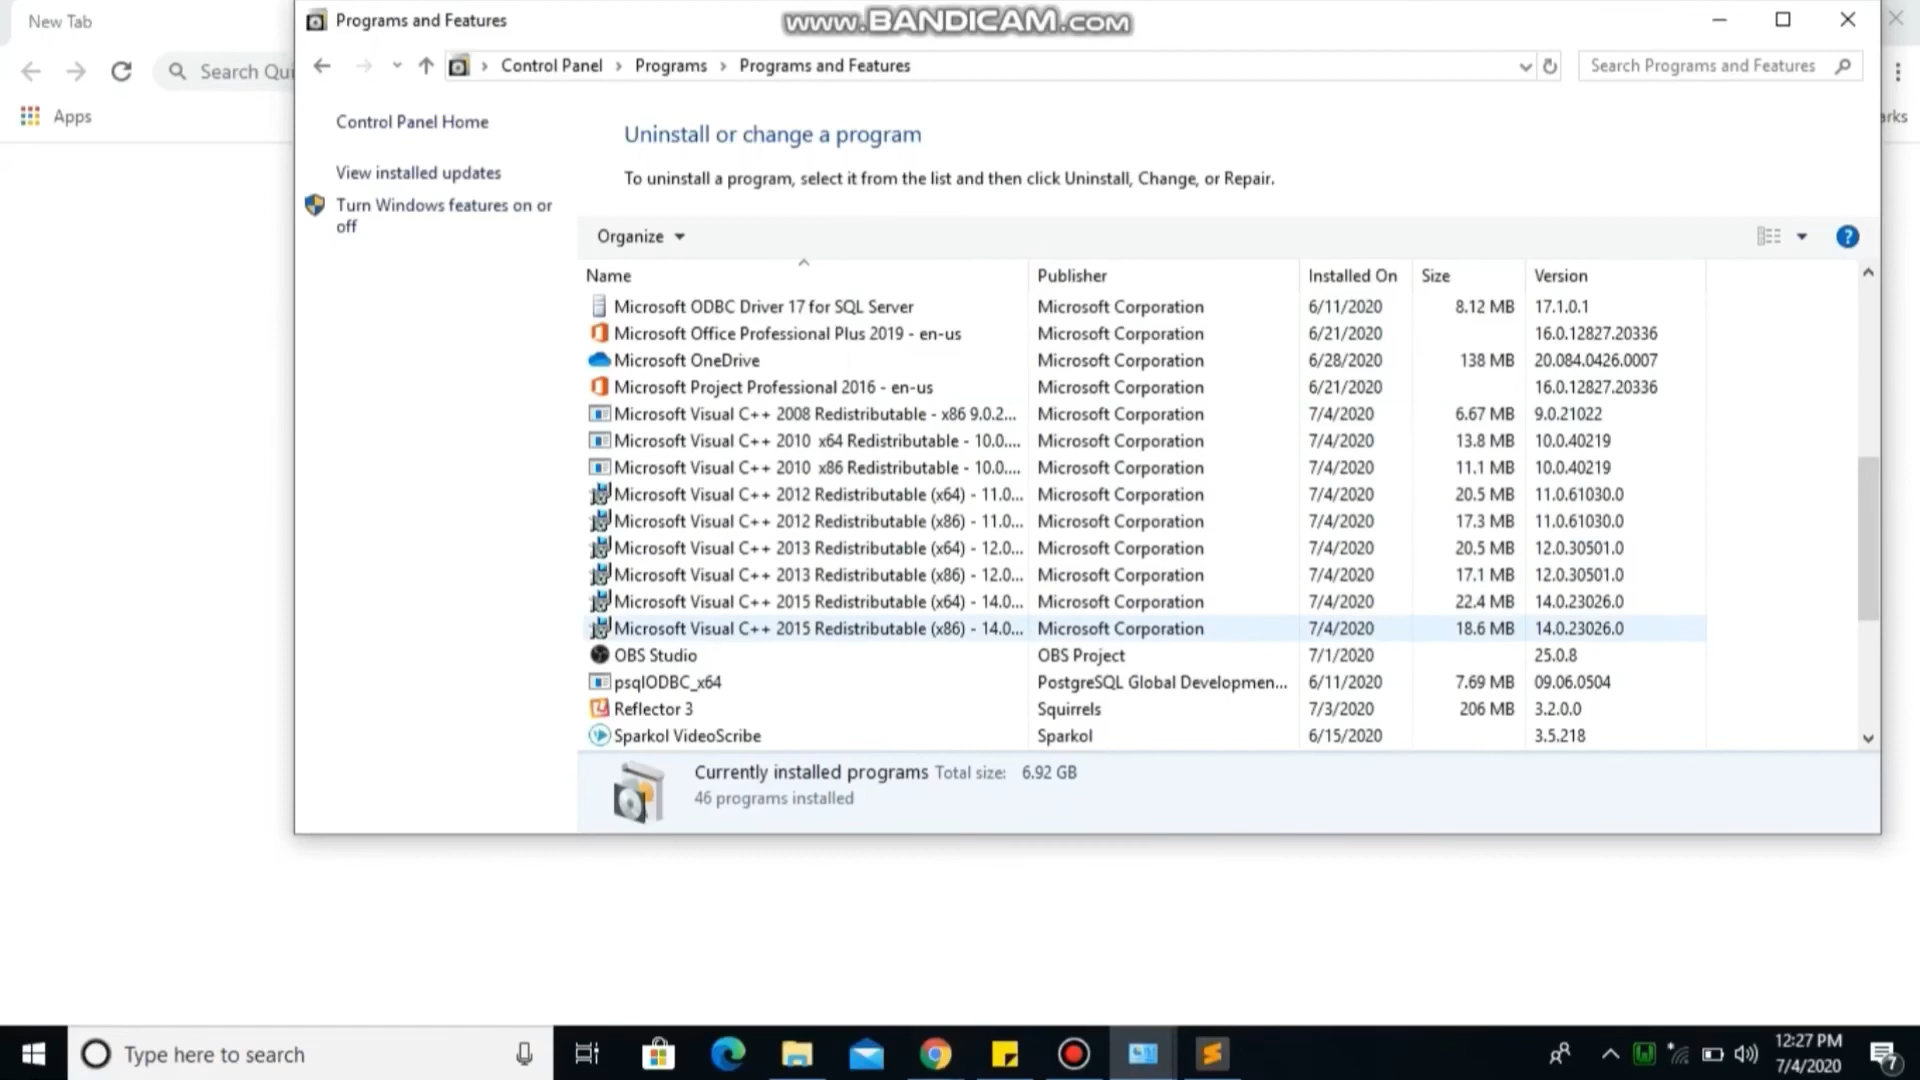 New Tab
Programs and Features
www.BANDICAM.com
Search Qui
Control Panel
Programs
Programs and Features
Search Programs and Features
Apps
arks
Control Panel Home
View installed updates
Turn Windows features on or
off
Uninstall or change a program
To uninstall a program, select it from the list and then click Uninstall, Change, or Repair.
Organize
Name Publisher Installed On Size Version
Microsoft ODBC Driver 17 for SQL Server Microsoft Corporation 6/11/2020 8.12 MB 17.1.0.1
Microsoft Office Professional Plus 2019 - en-us Microsoft Corporation 6/21/2020 16.0.12827.20336
Microsoft OneDrive Microsoft Corporation 6/28/2020 138 MB 20.084.0426.0007
Microsoft Project Professional 2016 - en-us Microsoft Corporation 6/21/2020 16.0.12827.20336
Microsoft Visual C++ 2008 Redistributable - x86 9.0.2... Microsoft Corporation 7/4/2020 6.67 MB 9.0.21022
Microsoft Visual C++ 2010 x64 Redistributable - 10.0.... Microsoft Corporation 7/4/2020 13.8 MB 10.0.40219
Microsoft Visual C++ 2010 x86 Redistributable - 10.0.... Microsoft Corporation 7/4/2020 11.1 MB 10.0.40219
Microsoft Visual C++ 2012 Redistributable (x64) - 11.0... Microsoft Corporation 7/4/2020 20.5 MB 11.0.61030.0
Microsoft Visual C++ 2012 Redistributable (x86) - 11.0... Microsoft Corporation 7/4/2020 17.3 MB 11.0.61030.0
Microsoft Visual C++ 2013 Redistributable (x64) - 12.0... Microsoft Corporation 7/4/2020 20.5 MB 12.0.30501.0
Microsoft Visual C++ 2013 Redistributable (x86) - 12.0... Microsoft Corporation 7/4/2020 17.1 MB 12.0.30501.0
Microsoft Visual C++ 2015 Redistributable (x64) - 14.0... Microsoft Corporation 7/4/2020 22.4 MB 14.0.23026.0
Microsoft Visual C++ 2015 Redistributable (x86) - 14.0... Microsoft Corporation 7/4/2020 18.6 MB 14.0.23026.0
OBS Studio OBS Project 7/1/2020 25.0.8
psqlODBC_x64 PostgreSQL Global Developmen... 6/11/2020 7.69 MB 09.06.0504
Reflector 3 Squirrels 7/3/2020 206 MB 3.2.0.0
Sparkol VideoScribe Sparkol 6/15/2020 3.5.218
Currently installed programs Total size: 6.92 GB
46 programs installed
Type here to search
12:27 PM
7/4/2020
7